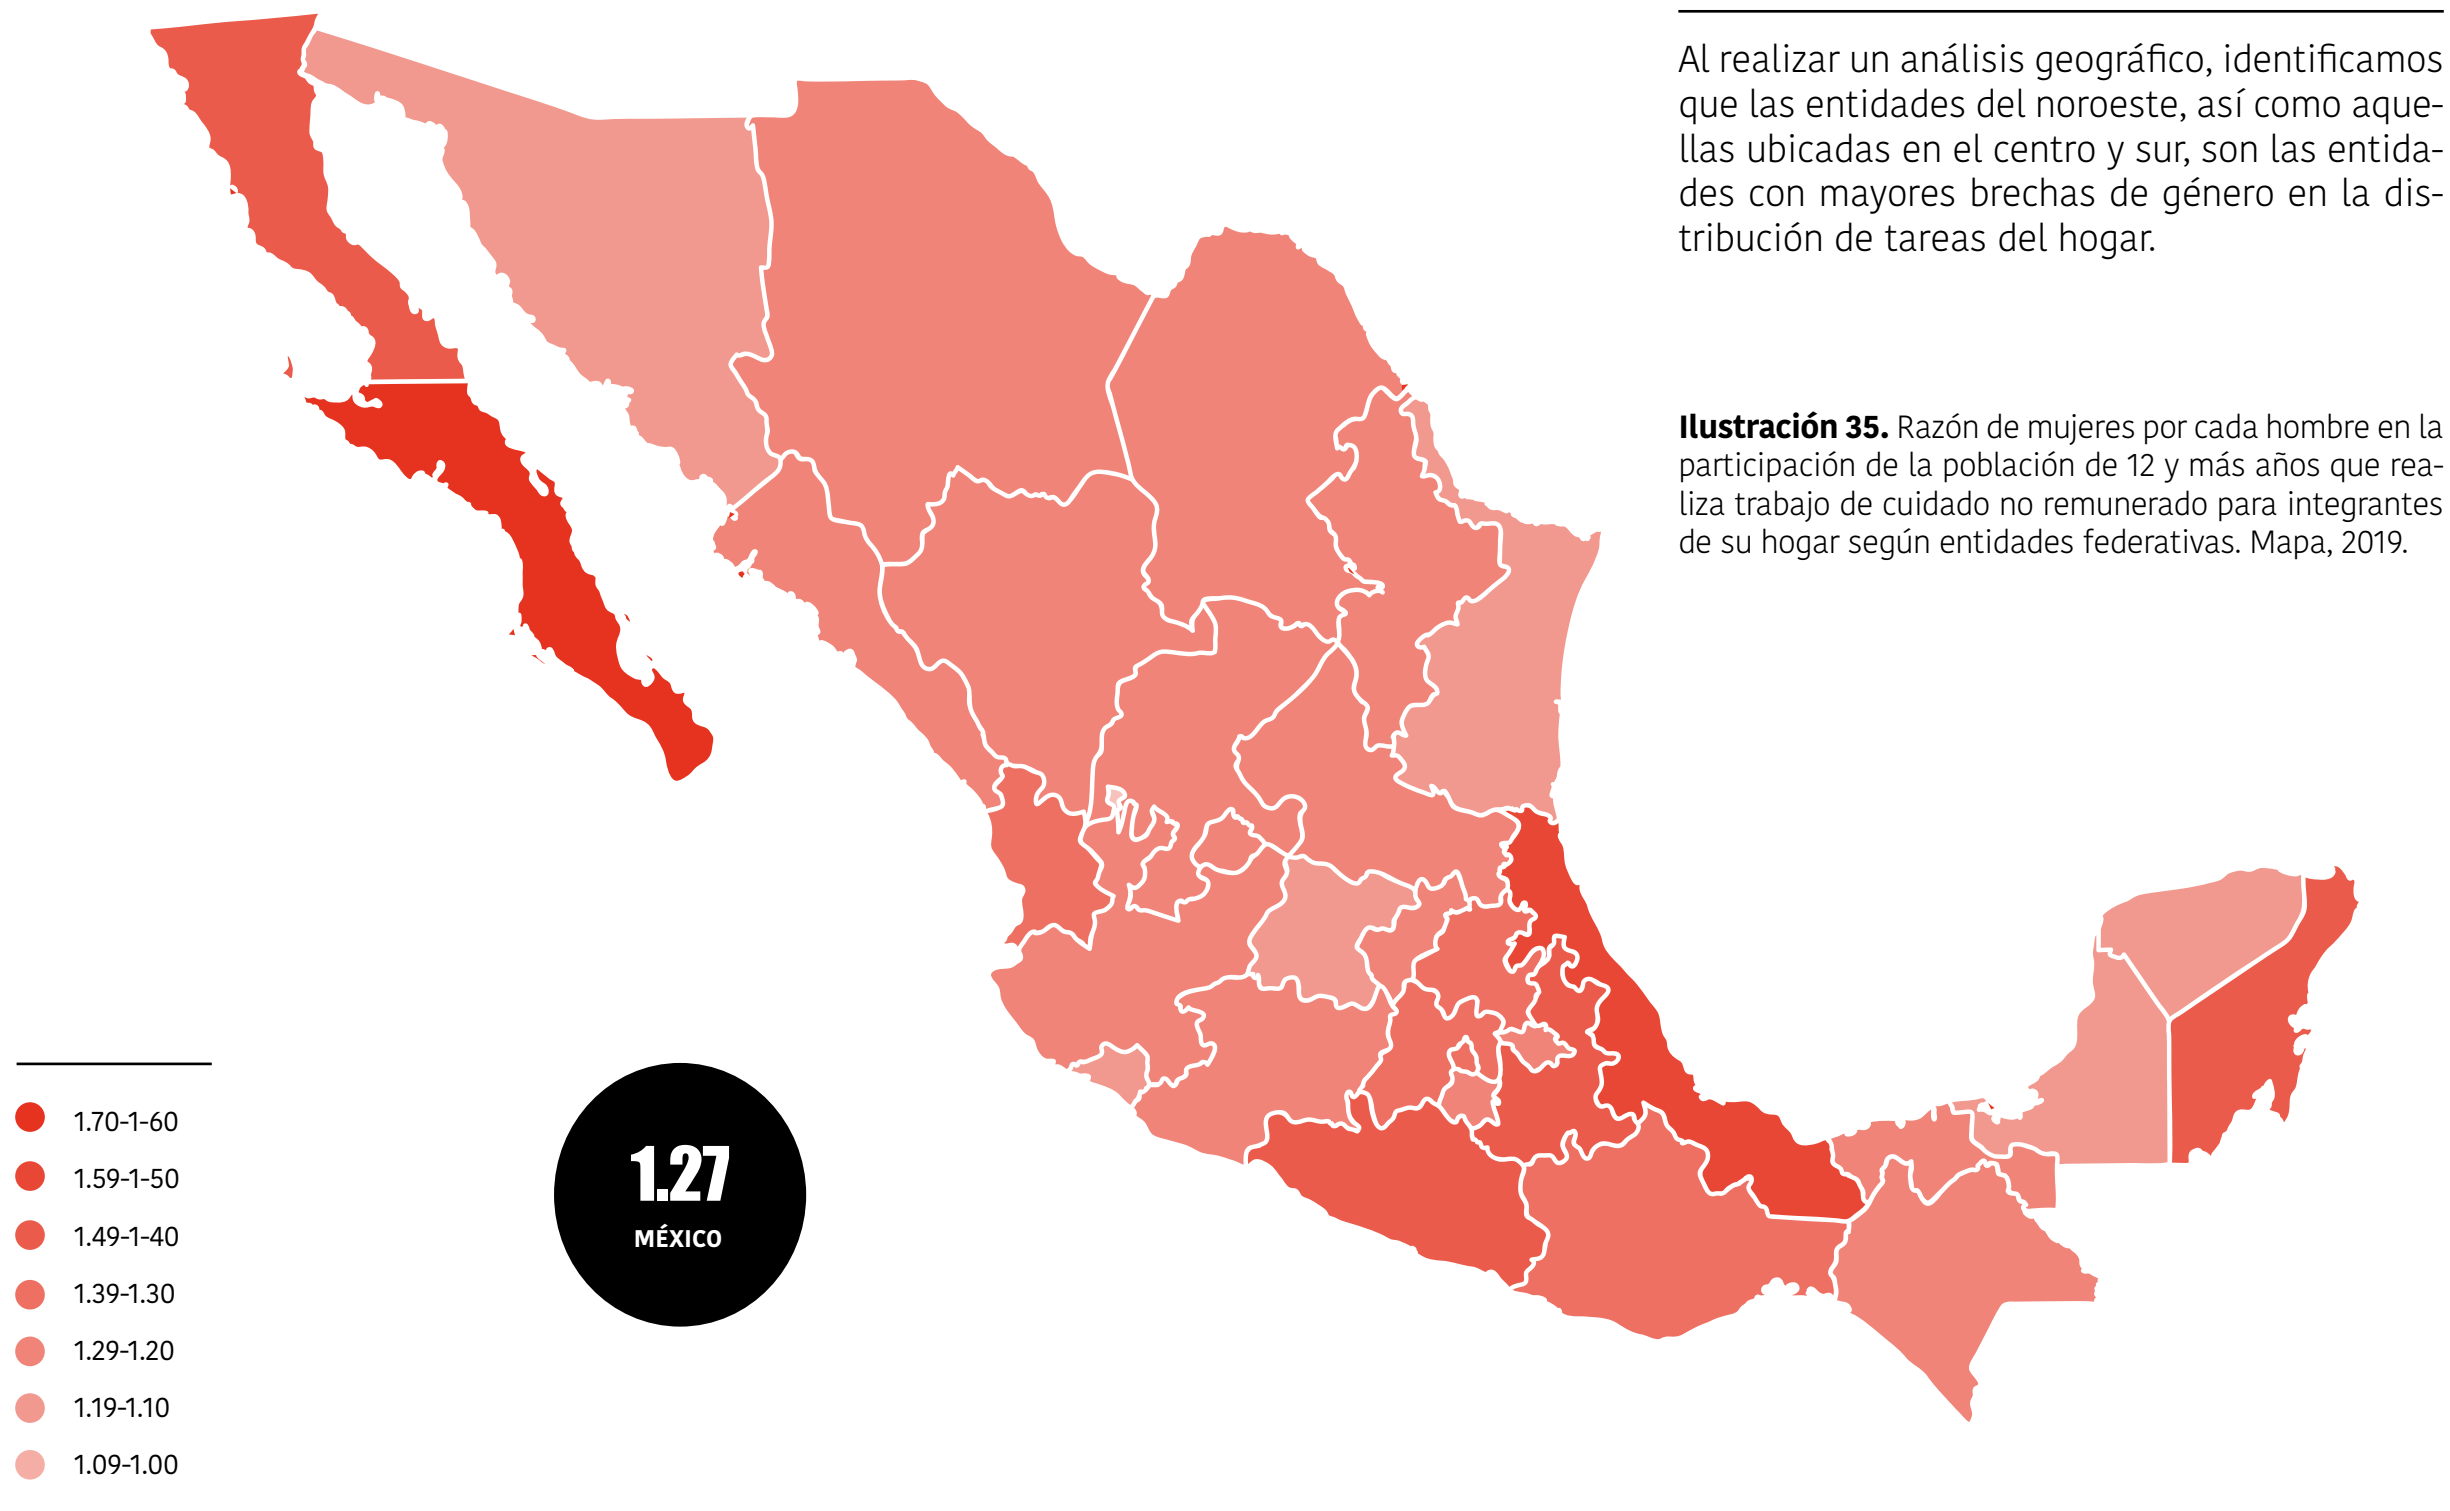 Al realizar un análisis geográfico, identificamos
que las entidades del noroeste, así como aque-
llas ubicadas en el centro y sur, son las entida-
des con mayores brechas de género en la dis-
tribución de tareas del hogar.
Ilustración 35. Razón de mujeres por cada hombre en la
participación de la población de 12 y más años que rea-
liza trabajo de cuidado no remunerado para integrantes
de su hogar según entidades federativas. Mapa, 2019.
1.27
MÉXICO
1.70-1-60
1.59-1-50
1.49-1-40
1.39-1.30
1.29-1.20
1.19-1.10
1.09-1.00